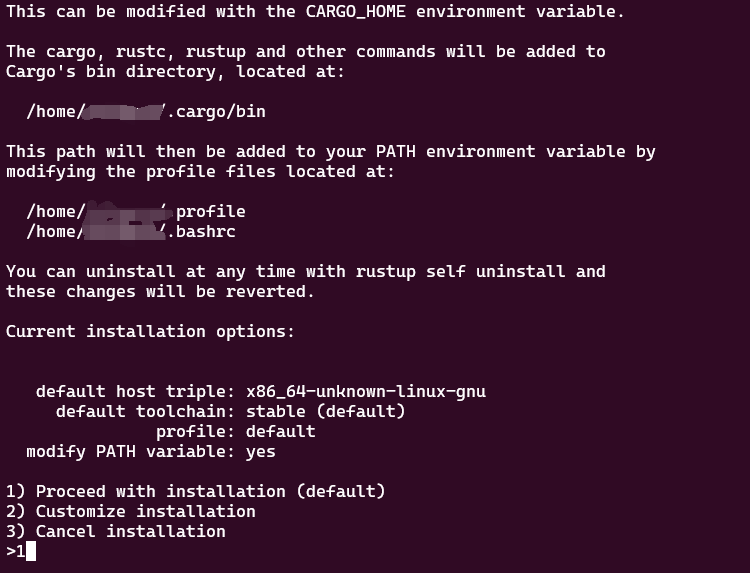 This can be modified with the CARGO_HOME environment variable.
The cargo, rustc, rustup and other commands will be added to
Cargo's bin directory, located at:
/home/ /.cargo/bin
This path will then be added to your PATH environment variable by
modifying the profile files located at:
/home/ /.profile
/home/ /.bashrc
You can uninstall at any time with rustup self uninstall and
these changes will be reverted.
Current installation options:
default host triple: x86_64-unknown-linux-gnu
default toolchain: stable (default)
profile: default
modify PATH variable: yes
1) Proceed with installation (default)
2) Customize installation
3) Cancel installation
>1